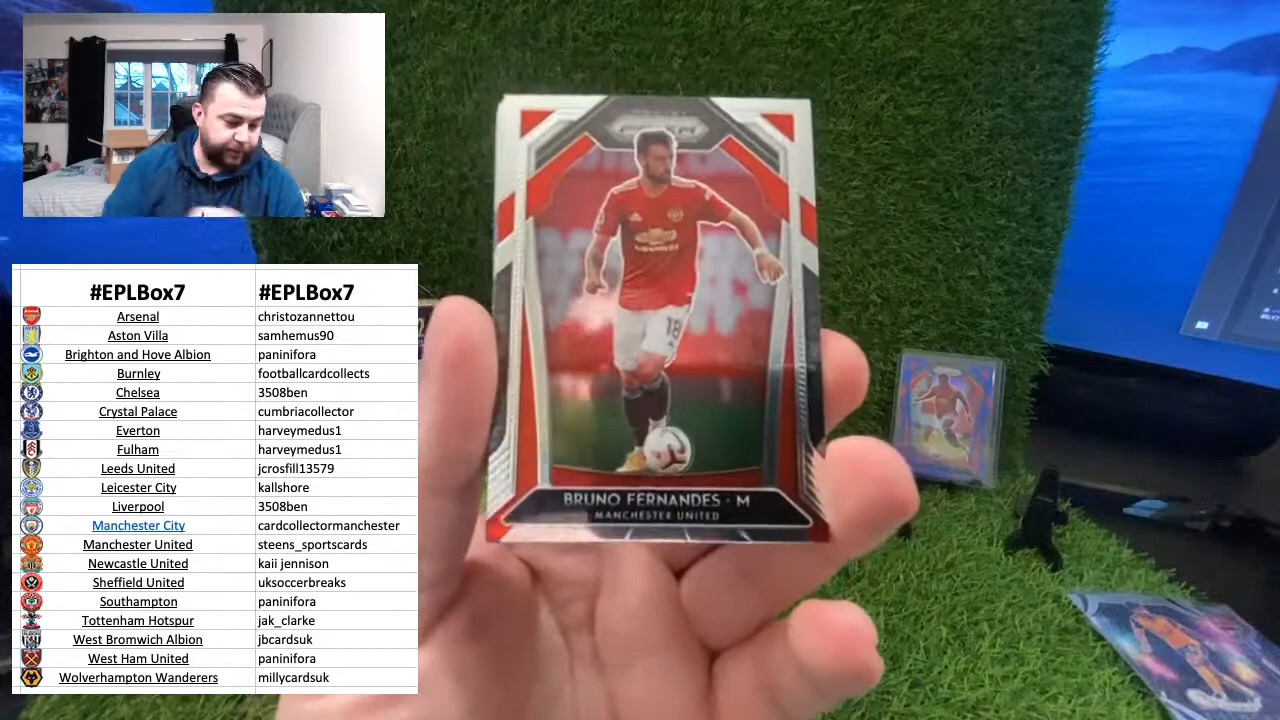 #EPLBox7 #EPLBox7
Arsenal christozannettou
Aston Villa samhemus90
Brighton and Hove Albion paninifora
Burnley footballcardcollects
Chelsea 3508ben
Crystal Palace cumbriacollector
Everton harveymedus1
Fulham harveymedus1
Leeds United jcrosfill13579
Leicester City kallshore
Liverpool 3508ben
Manchester City cardcollectormanchester
Manchester United steens_sportscards
Newcastle United kaii jennison
Sheffield United uksoccerbreaks
Southampton paninifora
Tottenham Hotspur jak_clarke
West Bromwich Albion jbcardsuk
West Ham United paninifora
Wolverhampton Wanderers millycardsuk
PRIZM
CHEVROLET
18
BRUNO FERNANDES · M
MANCHESTER UNITED